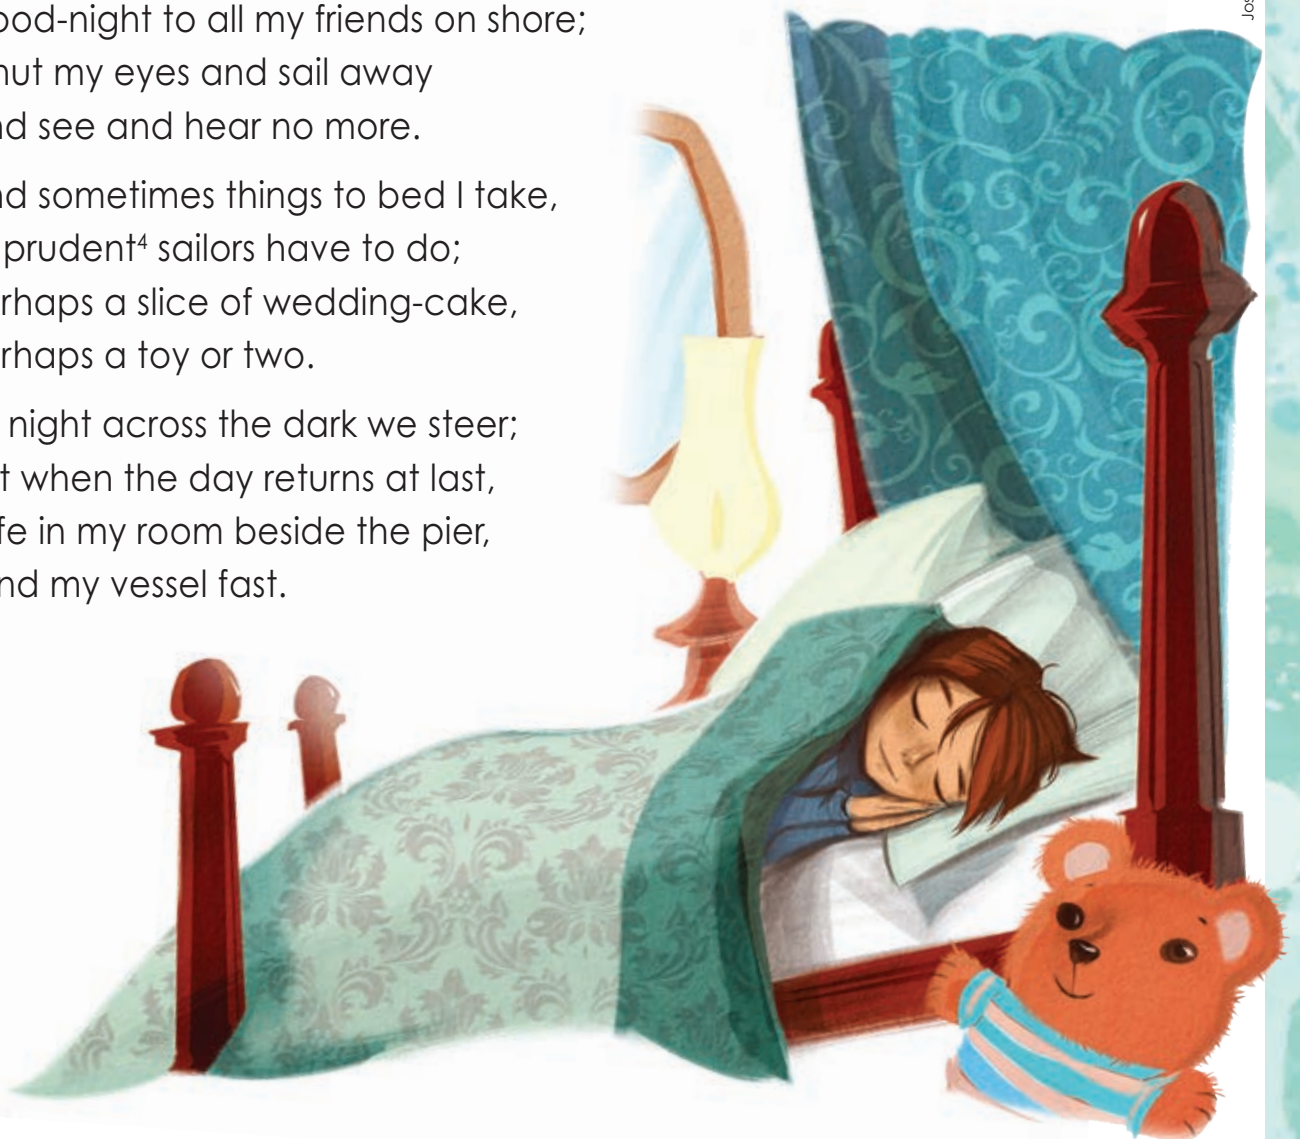 ood-night to all my friends on shore;
hut my eyes and sail away
nd see and hear no more.
nd sometimes things to bed I take,
prudent⁴ sailors have to do;
rhaps a slice of wedding-cake,
rhaps a toy or two.
night across the dark we steer;
t when the day returns at last,
fe in my room beside the pier,
nd my vessel fast.
Jos